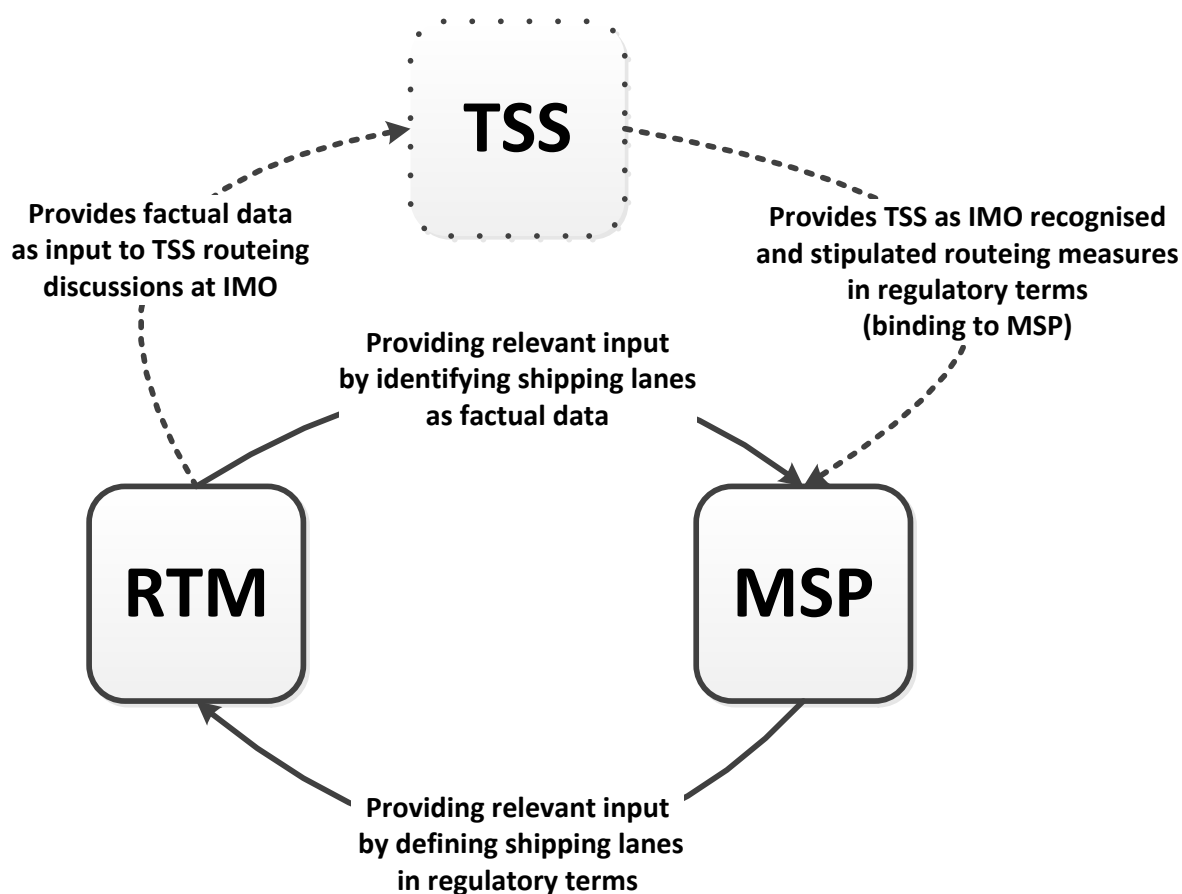 TSS
Provides factual data
as input to TSS routeing
discussions at IMO
Provides TSS as IMO recognised
and stipulated routeing measures
in regulatory terms
(binding to MSP)
Providing relevant input
by identifying shipping lanes
as factual data
RTM
MSP
Providing relevant input
by defining shipping lanes
in regulatory terms